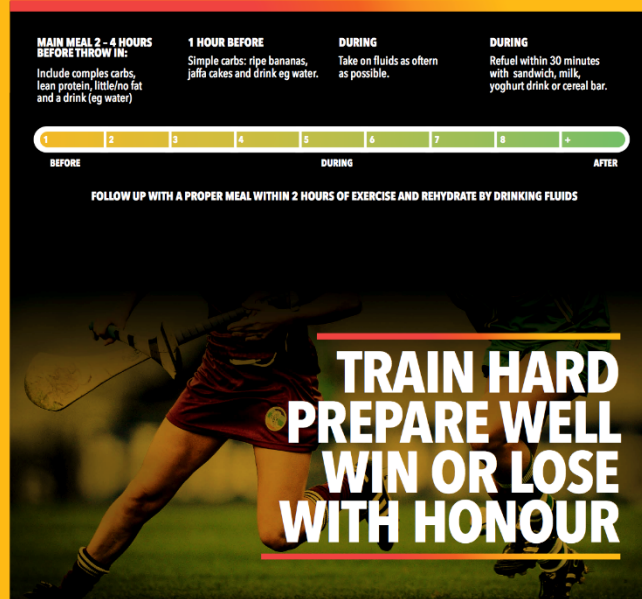 MAIN MEAL 2 - 4 HOURS
BEFORE THROW IN:
Include comples carbs,
lean protein, little/no fat
and a drink (eg water)
1 HOUR BEFORE
Simple carbs: ripe bananas,
jaffa cakes and drink eg water.
DURING
Take on fluids as oftern
as possible.
DURING
Refuel within 30 minutes
with sandwich, milk,
yoghurt drink or cereal bar.
1 2 3 4 5 6 7 8 +
BEFORE DURING AFTER
FOLLOW UP WITH A PROPER MEAL WITHIN 2 HOURS OF EXERCISE AND REHYDRATE BY DRINKING FLUIDS
TRAIN HARD
PREPARE WELL
WIN OR LOSE
WITH HONOUR